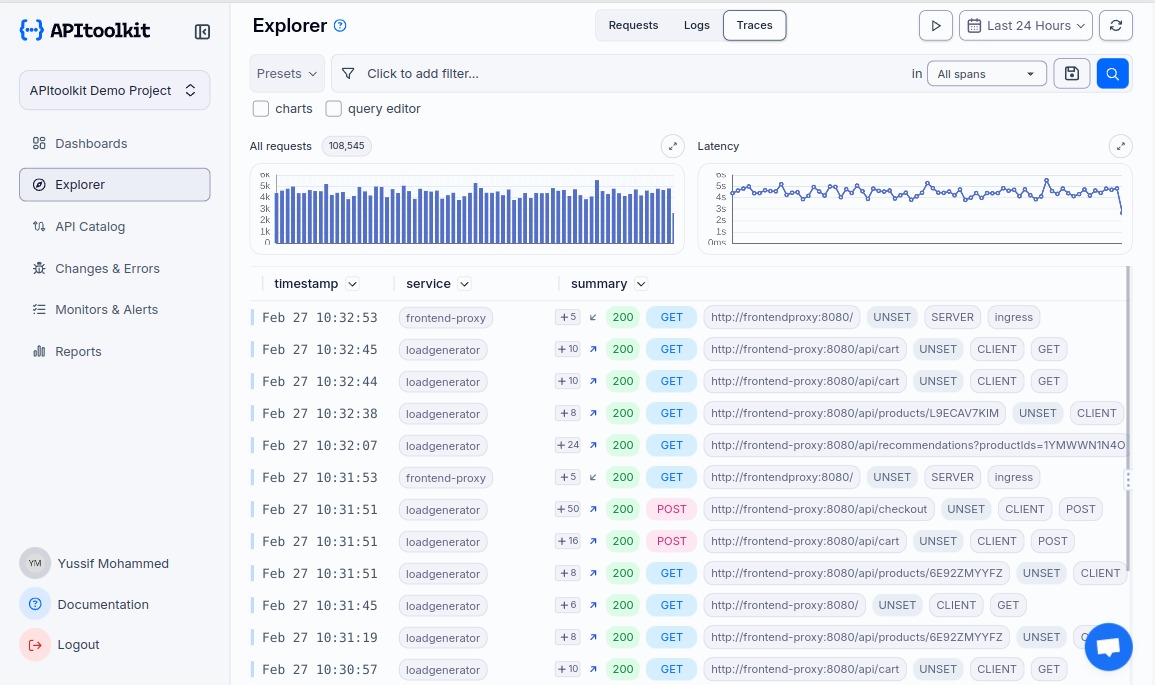 APItoolkit
Explorer
Requests Logs Traces
Last 24 Hours
APItoolkit Demo Project
Presets
Click to add filter...
in All spans
charts query editor
Dashboards
Explorer
API Catalog
Changes & Errors
Monitors & Alerts
Reports
All requests 108,545
6k
5k
4k
3k
2k
1k
0
Latency
6s
5s
4s
3s
2s
1s
0ms
timestamp service summary
Feb 27 10:32:53 frontend-proxy +5 200 GET http://frontendproxy:8080/ UNSET SERVER ingress
Feb 27 10:32:45 loadgenerator +10 200 GET http://frontend-proxy:8080/api/cart UNSET CLIENT GET
Feb 27 10:32:44 loadgenerator +10 200 GET http://frontend-proxy:8080/api/cart UNSET CLIENT GET
Feb 27 10:32:38 loadgenerator +8 200 GET http://frontend-proxy:8080/api/products/L9ECAV7KIM UNSET CLIENT
Feb 27 10:32:07 loadgenerator +24 200 GET http://frontend-proxy:8080/api/recommendations?productIds=1YMWWN1N4O
Feb 27 10:31:53 frontend-proxy +5 200 GET http://frontendproxy:8080/ UNSET SERVER ingress
Feb 27 10:31:51 loadgenerator +50 200 POST http://frontend-proxy:8080/api/checkout UNSET CLIENT POST
Feb 27 10:31:51 loadgenerator +16 200 POST http://frontend-proxy:8080/api/cart UNSET CLIENT POST
Feb 27 10:31:51 loadgenerator +8 200 GET http://frontend-proxy:8080/api/products/6E92ZMYYFZ UNSET CLIENT
Feb 27 10:31:45 loadgenerator +6 200 GET http://frontend-proxy:8080/ UNSET CLIENT GET
Feb 27 10:31:19 loadgenerator +8 200 GET http://frontend-proxy:8080/api/products/6E92ZMYYFZ UNSET
Feb 27 10:30:57 loadgenerator +10 200 GET http://frontend-proxy:8080/api/cart UNSET CLIENT GET
YM Yussif Mohammed
Documentation
Logout